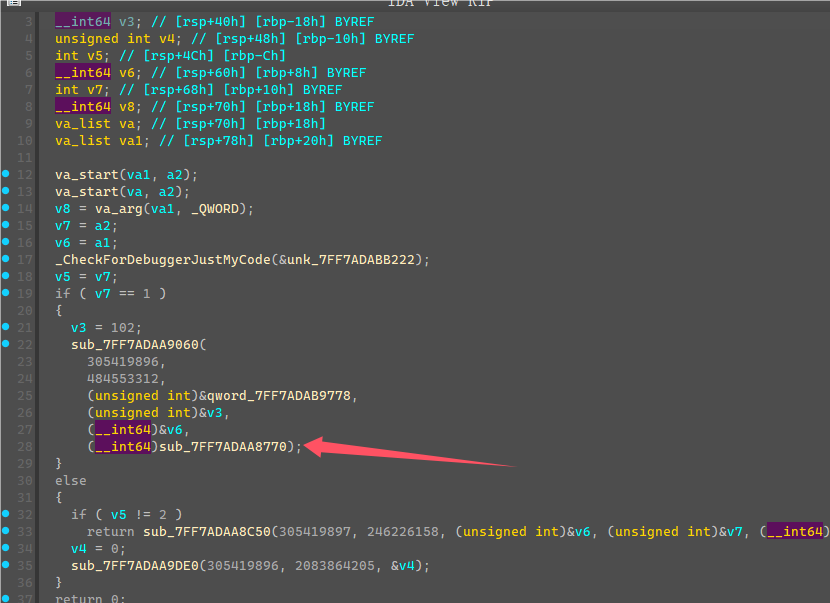 IDA View RIP
3 __int64 v3; // [rsp+40h] [rbp-18h] BYREF
4 unsigned int v4; // [rsp+48h] [rbp-10h] BYREF
5 int v5; // [rsp+4Ch] [rbp-Ch]
6 __int64 v6; // [rsp+60h] [rbp+8h] BYREF
7 int v7; // [rsp+68h] [rbp+10h] BYREF
8 __int64 v8; // [rsp+70h] [rbp+18h] BYREF
9 va_list va; // [rsp+70h] [rbp+18h]
10 va_list va1; // [rsp+78h] [rbp+20h] BYREF
11
12 va_start(va1, a2);
13 va_start(va, a2);
14 v8 = va_arg(va1, _QWORD);
15 v7 = a2;
16 v6 = a1;
17 _CheckForDebuggerJustMyCode(&unk_7FF7ADABB222);
18 v5 = v7;
19 if ( v7 == 1 )
20 {
21 v3 = 102;
22 sub_7FF7ADAA9060(
23 305419896,
24 484553312,
25 (unsigned int)&qword_7FF7ADAB9778,
26 (unsigned int)&v3,
27 (__int64)&v6,
28 (__int64)sub_7FF7ADAA8770);
29 }
30 else
31 {
32 if ( v5 != 2 )
33 return sub_7FF7ADAA8C50(305419897, 246226158, (unsigned int)&v6, (unsigned int)&v7, (__int64)
34 v4 = 0;
35 sub_7FF7ADAA9DE0(305419896, 2083864205, &v4);
36 }
37 return 0;